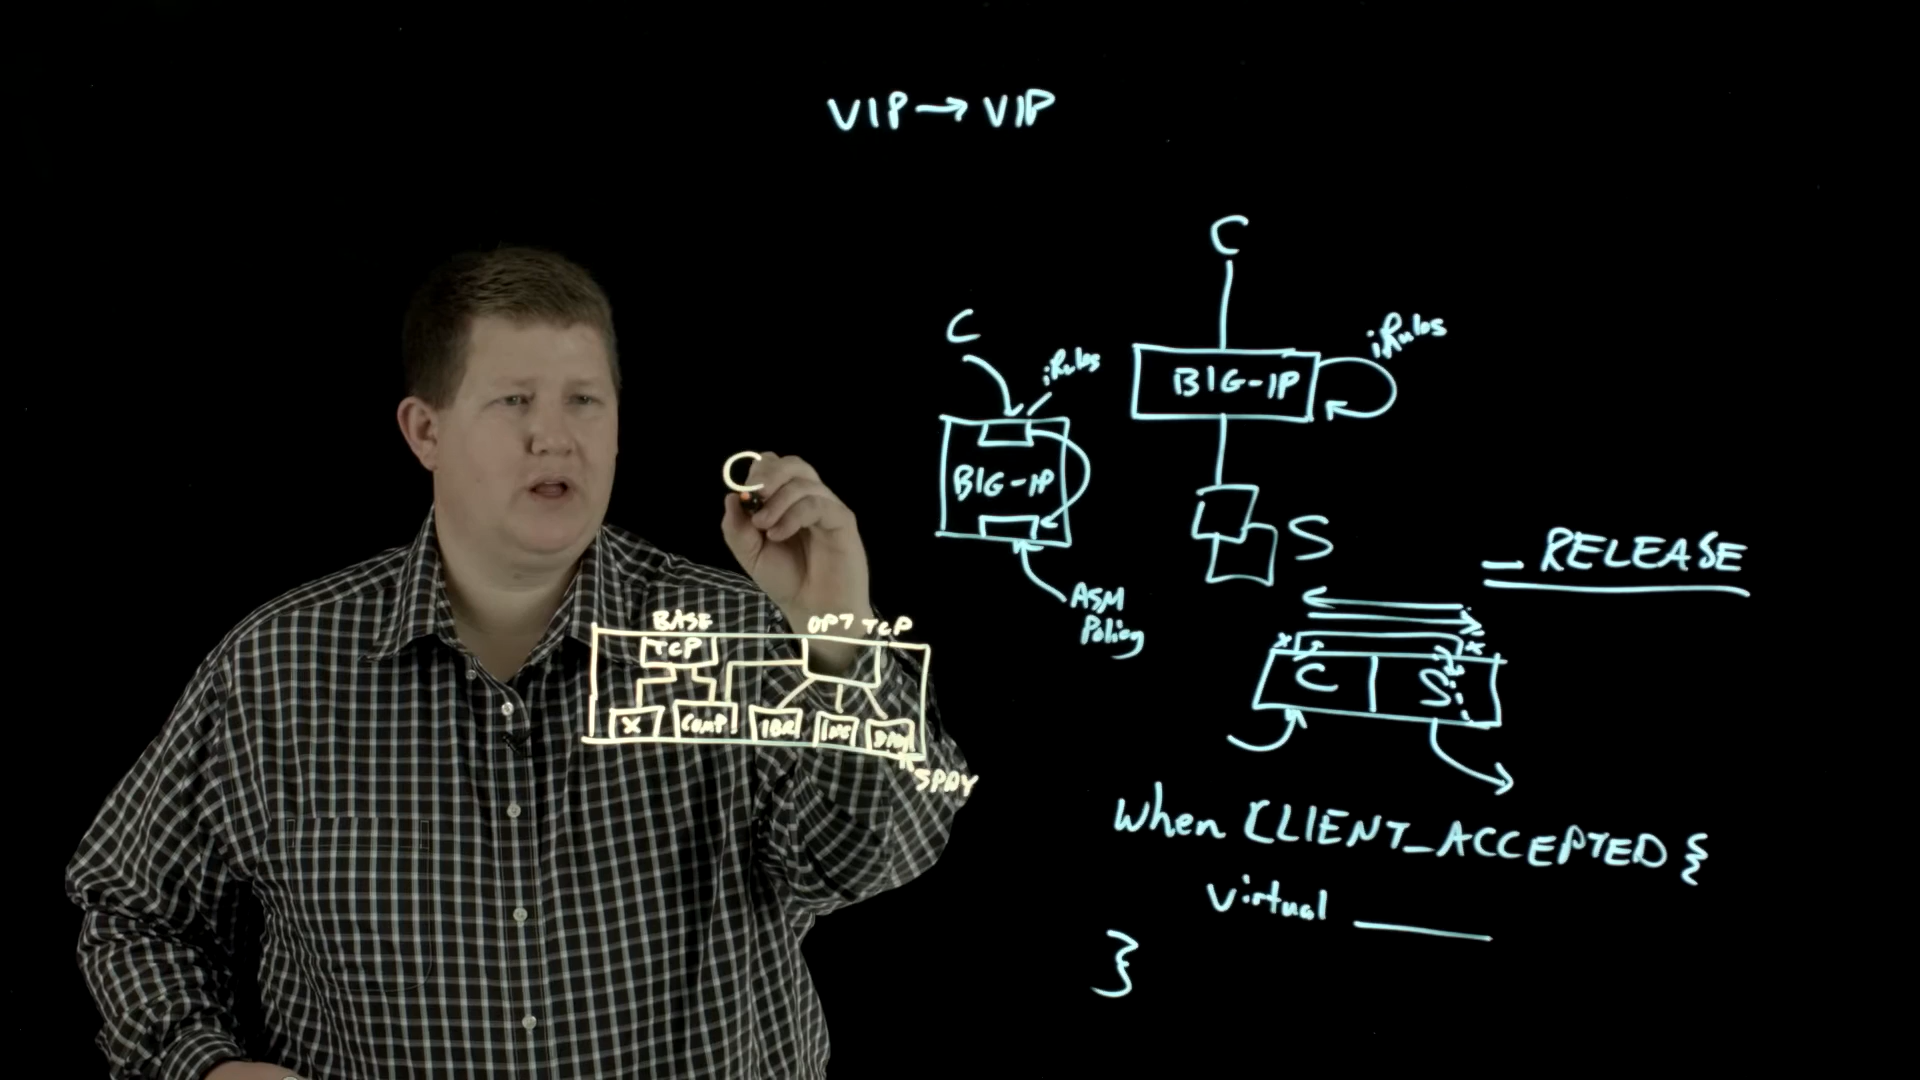 VIP → VIP
C
iRules
BIG-IP
S
C
iRules
BIG-IP
ASM
Policy
_ RELEASE
x x
C S
C
BASE OPT TCP
TCP
X COMP IBR
SPDY
when CLIENT_ACCEPTED {
virtual ____
}